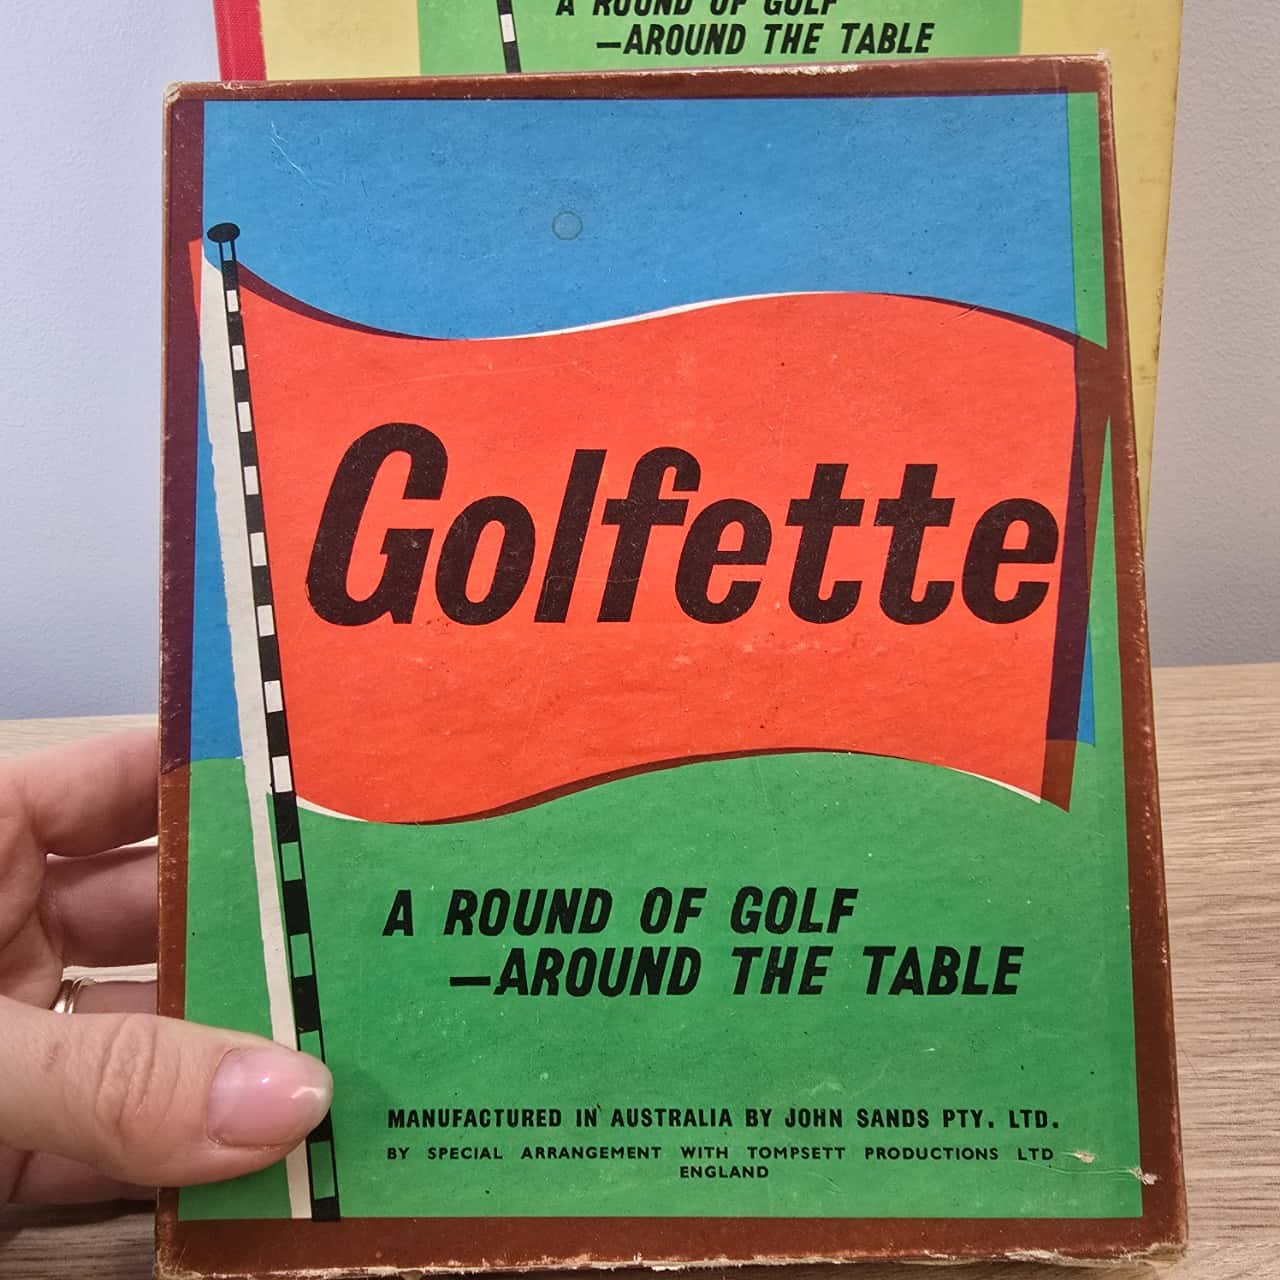 A ROUND OF GOLF
—AROUND THE TABLE
Golfette
A ROUND OF GOLF
—AROUND THE TABLE
MANUFACTURED IN AUSTRALIA BY JOHN SANDS PTY. LTD.
BY SPECIAL ARRANGEMENT WITH TOMPSETT PRODUCTIONS LTD
ENGLAND